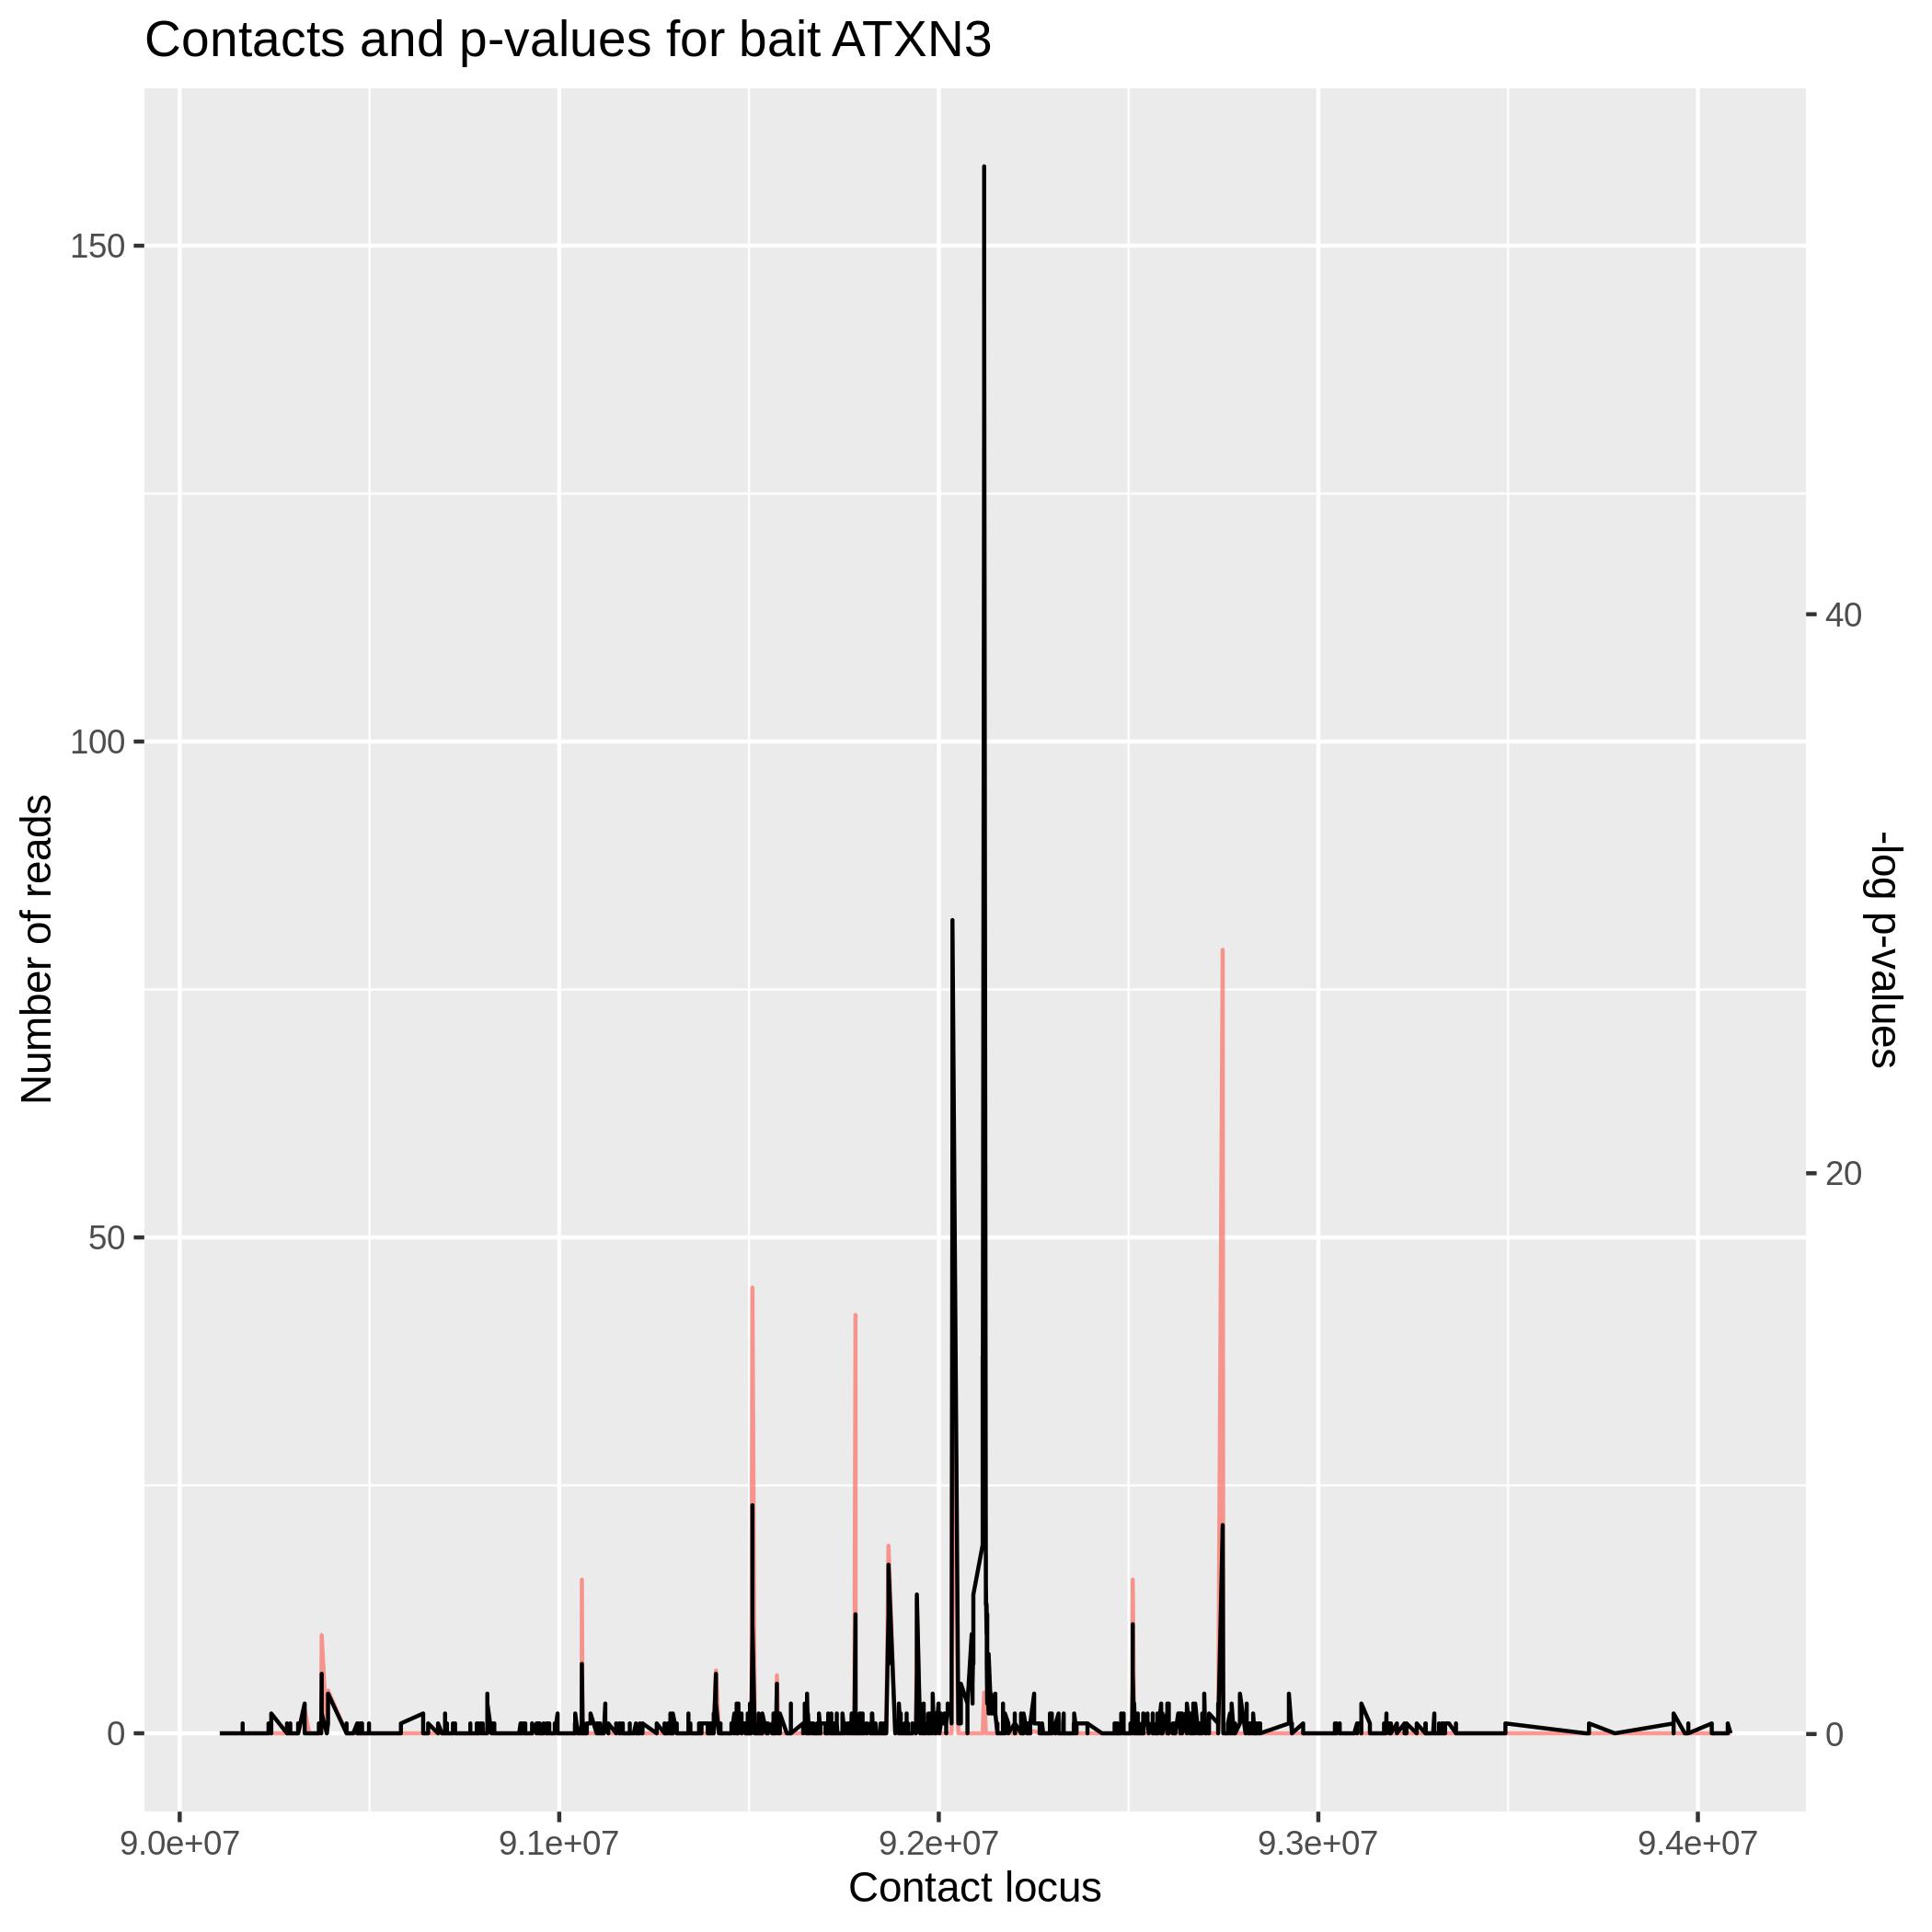 Contacts and p-values for bait ATXN3
150
100
50
0
Number of reads
40
20
0
-log p-values
9.0e+07 9.1e+07 9.2e+07 9.3e+07 9.4e+07
Contact locus